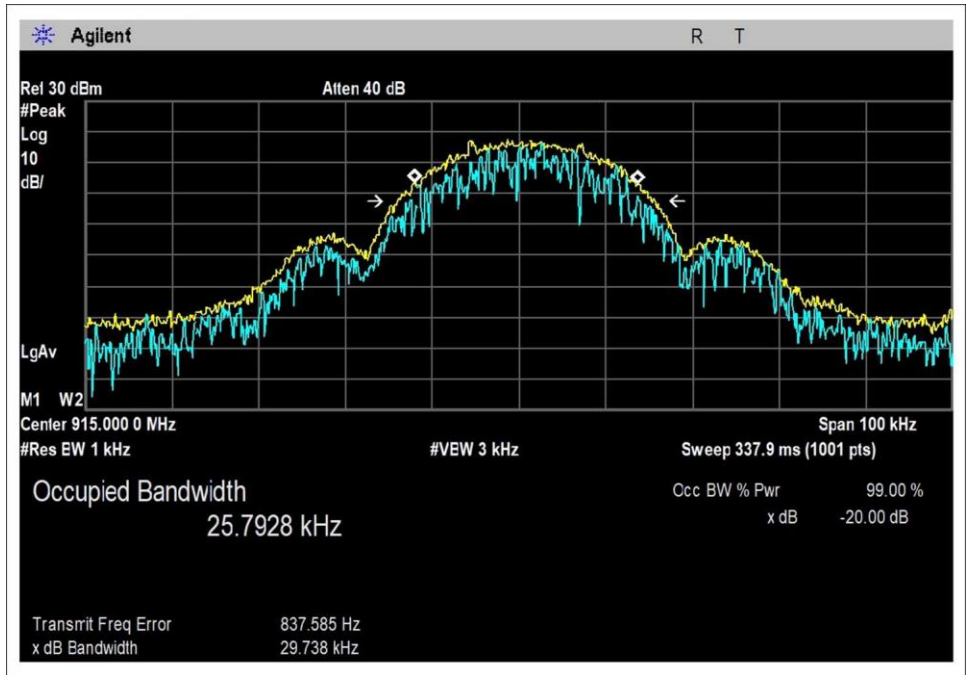 Agilent R T
Ref 30 dBm Atten 40 dB
#Peak
Log
10
dB/
LgAv
M1 W2
Center 915.000 0 MHz Span 100 kHz
#Res BW 1 kHz #VBW 3 kHz Sweep 337.9 ms (1001 pts)
Occupied Bandwidth
25.7928 kHz
Occ BW % Pwr 99.00 %
x dB -20.00 dB
Transmit Freq Error 837.585 Hz
x dB Bandwidth 29.738 kHz